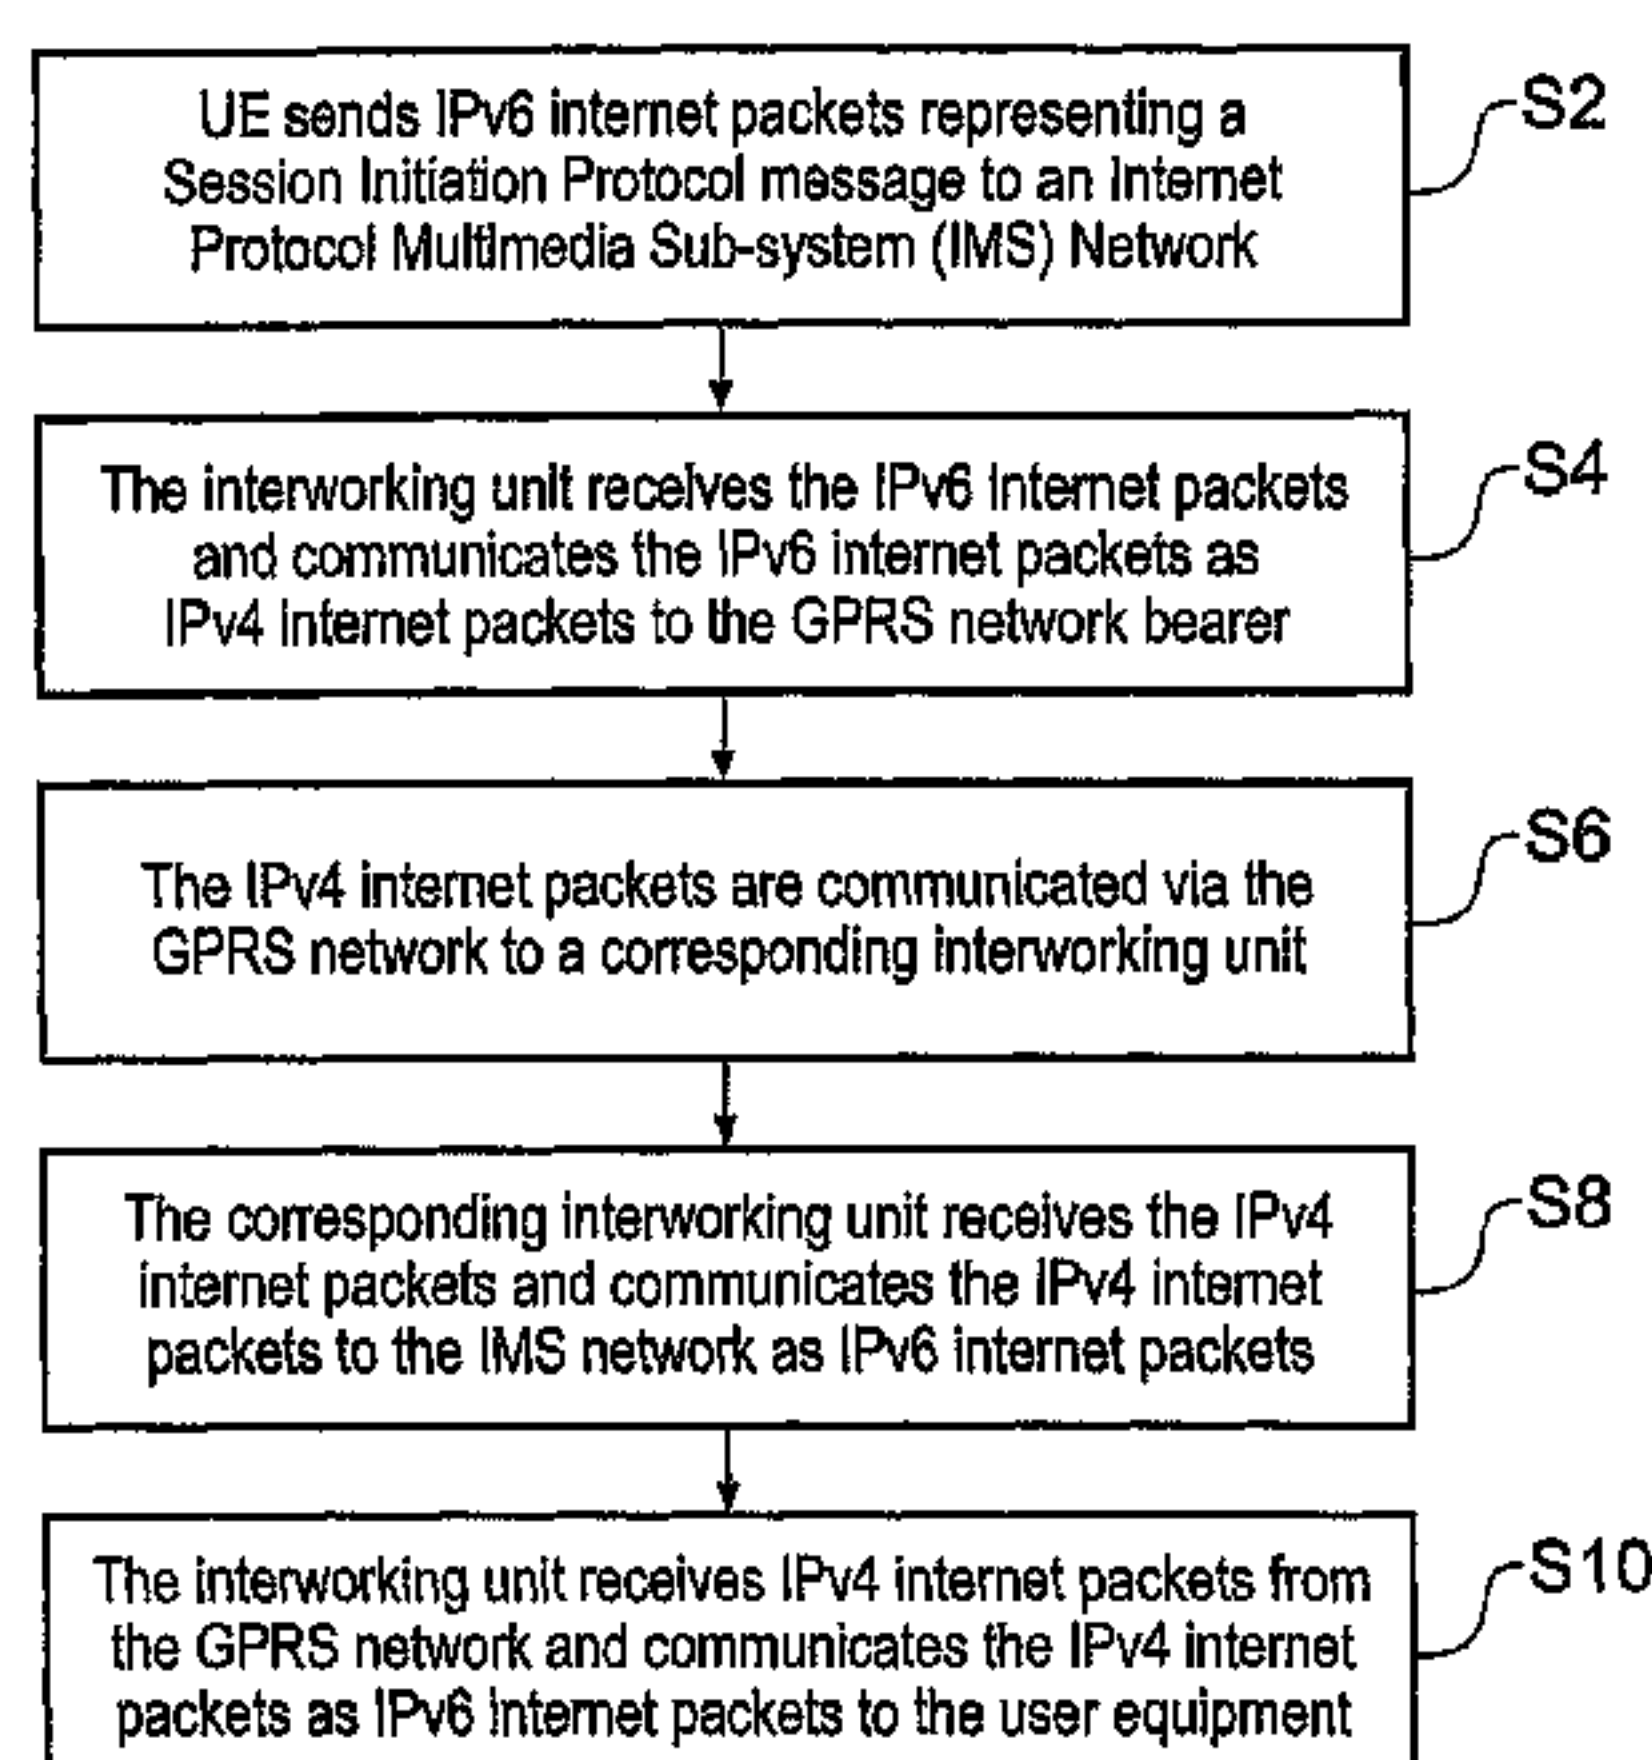 UE sends IPv6 internet packets representing a
Session Initiation Protocol message to an Internet
Protocol Multimedia Sub-system (IMS) Network
S2
The interworking unit receives the IPv6 internet packets
and communicates the IPv6 internet packets as
IPv4 internet packets to the GPRS network bearer
S4
The IPv4 internet packets are communicated via the
GPRS network to a corresponding interworking unit
S6
The corresponding interworking unit receives the IPv4
internet packets and communicates the IPv4 internet
packets to the IMS network as IPv6 internet packets
S8
The interworking unit receives IPv4 internet packets from
the GPRS network and communicates the IPv4 internet
packets as IPv6 internet packets to the user equipment
S10